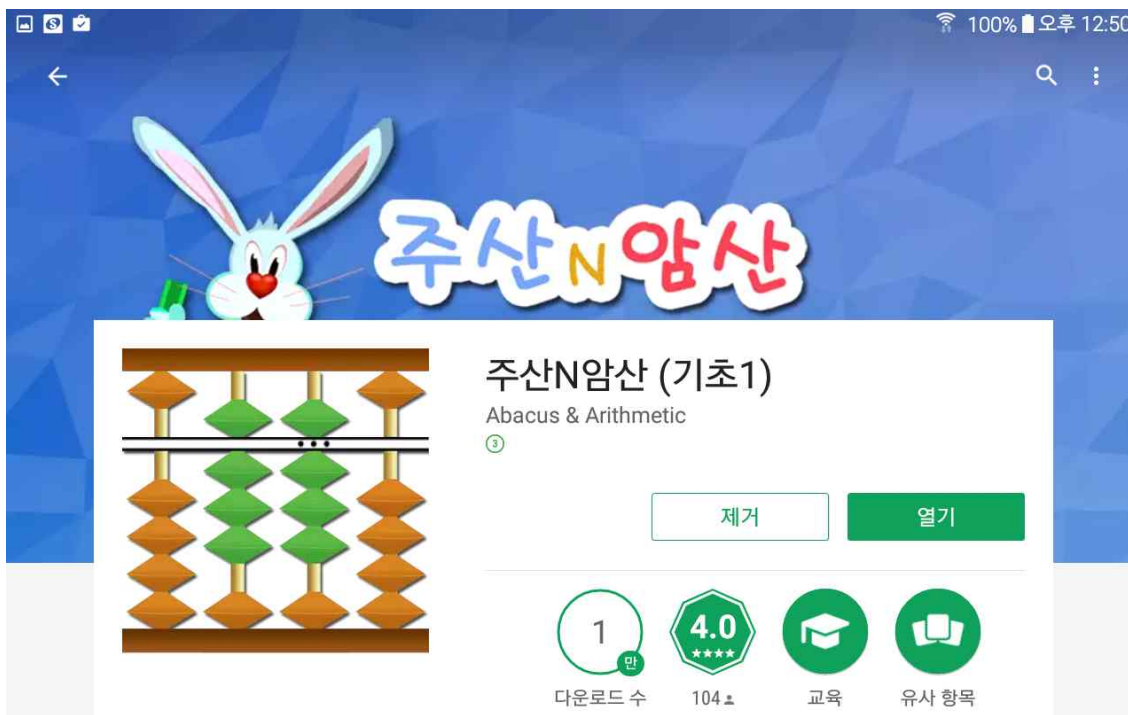 100% 오후 12:50
주산N암산
주산N암산 (기초1)
Abacus & Arithmetic
3
제거
열기
1
만
4.0
다운로드 수
104
교육
유사 항목